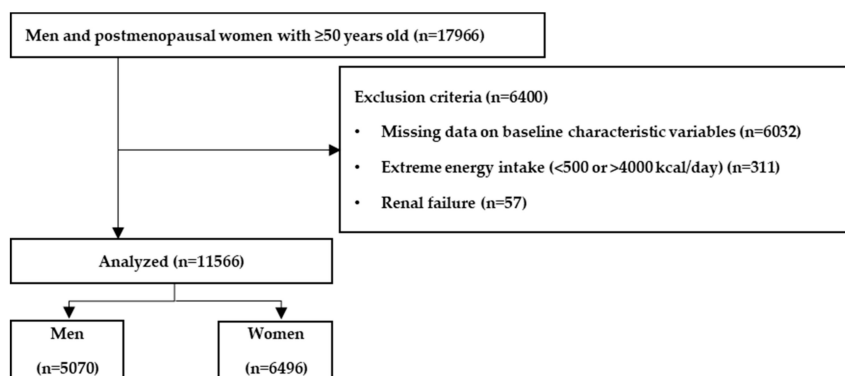 Men and postmenopausal women with ≥50 years old (n=17966)
Exclusion criteria (n=6400)
• Missing data on baseline characteristic variables (n=6032)
• Extreme energy intake (<500 or >4000 kcal/day) (n=311)
• Renal failure (n=57)
Analyzed (n=11566)
Men
(n=5070)
Women
(n=6496)